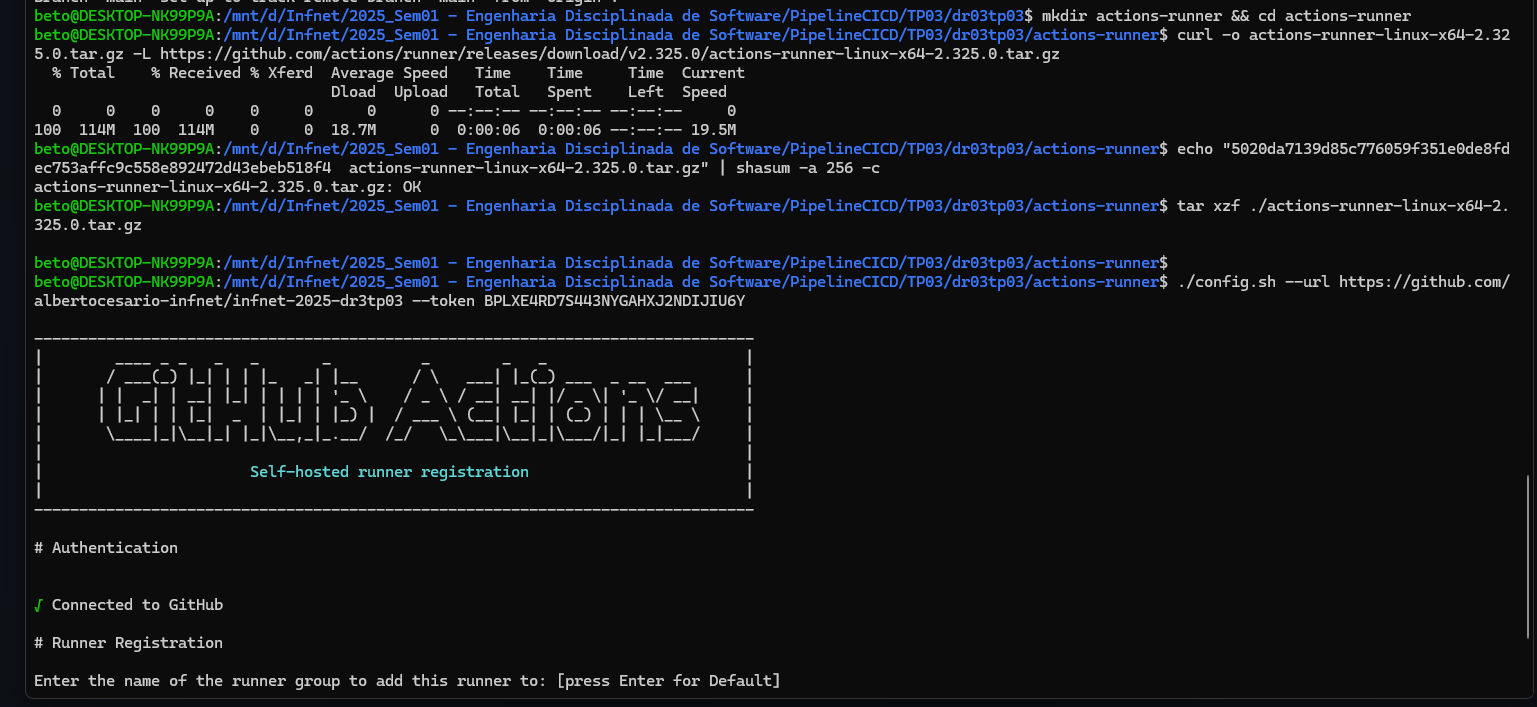 beto@DESKTOP-NK99P9A:/mnt/d/Infnet/2025_Sem01 - Engenharia Disciplinada de Software/PipelineCICD/TP03/dr03tp03$ mkdir actions-runner && cd actions-runner
beto@DESKTOP-NK99P9A:/mnt/d/Infnet/2025_Sem01 - Engenharia Disciplinada de Software/PipelineCICD/TP03/dr03tp03/actions-runner$ curl -o actions-runner-linux-x64-2.32
5.0.tar.gz -L https://github.com/actions/runner/releases/download/v2.325.0/actions-runner-linux-x64-2.325.0.tar.gz
  % Total    % Received % Xferd  Average Speed   Time    Time     Time  Current
                                 Dload  Upload   Total   Spent    Left  Speed
  0     0    0     0    0     0      0      0 --:--:-- --:--:-- --:--:--     0
100  114M  100  114M    0     0  18.7M      0  0:00:06  0:00:06 --:--:-- 19.5M
beto@DESKTOP-NK99P9A:/mnt/d/Infnet/2025_Sem01 - Engenharia Disciplinada de Software/PipelineCICD/TP03/dr03tp03/actions-runner$ echo "5020da7139d85c776059f351e0de8fd
ec753affc9c558e892472d43ebeb518f4  actions-runner-linux-x64-2.325.0.tar.gz" | shasum -a 256 -c
actions-runner-linux-x64-2.325.0.tar.gz: OK
beto@DESKTOP-NK99P9A:/mnt/d/Infnet/2025_Sem01 - Engenharia Disciplinada de Software/PipelineCICD/TP03/dr03tp03/actions-runner$ tar xzf ./actions-runner-linux-x64-2.
325.0.tar.gz
beto@DESKTOP-NK99P9A:/mnt/d/Infnet/2025_Sem01 - Engenharia Disciplinada de Software/PipelineCICD/TP03/dr03tp03/actions-runner$
beto@DESKTOP-NK99P9A:/mnt/d/Infnet/2025_Sem01 - Engenharia Disciplinada de Software/PipelineCICD/TP03/dr03tp03/actions-runner$ ./config.sh --url https://github.com/
albertocesario-infnet/infnet-2025-dr3tp03 --token BPLXE4RD7S443NYGAHXJ2NDIJIU6Y
GitHub Actions
Self-hosted runner registration
# Authentication
√ Connected to GitHub
# Runner Registration
Enter the name of the runner group to add this runner to: [press Enter for Default]